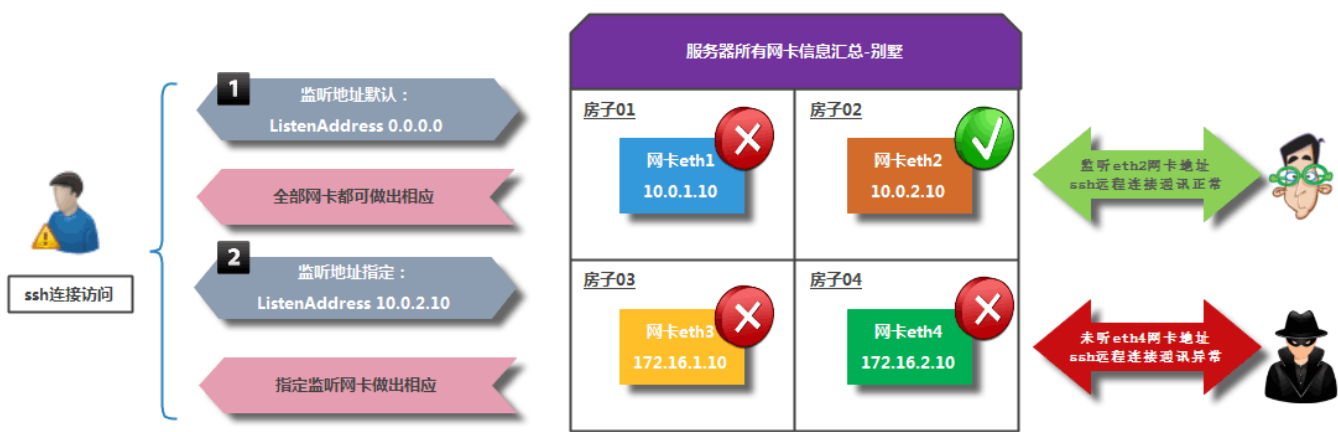 ssh连接访问
1
监听地址默认：
ListenAddress 0.0.0.0
全部网卡都可做出相应
2
监听地址指定：
ListenAddress 10.0.2.10
指定监听网卡做出相应
服务器所有网卡信息汇总-别墅
房子01
网卡eth1
10.0.1.10
房子02
网卡eth2
10.0.2.10
房子03
网卡eth3
172.16.1.10
房子04
网卡eth4
172.16.2.10
监听eth2网卡地址
ssh远程连接通讯正常
未听eth4网卡地址
ssh远程连接通讯异常